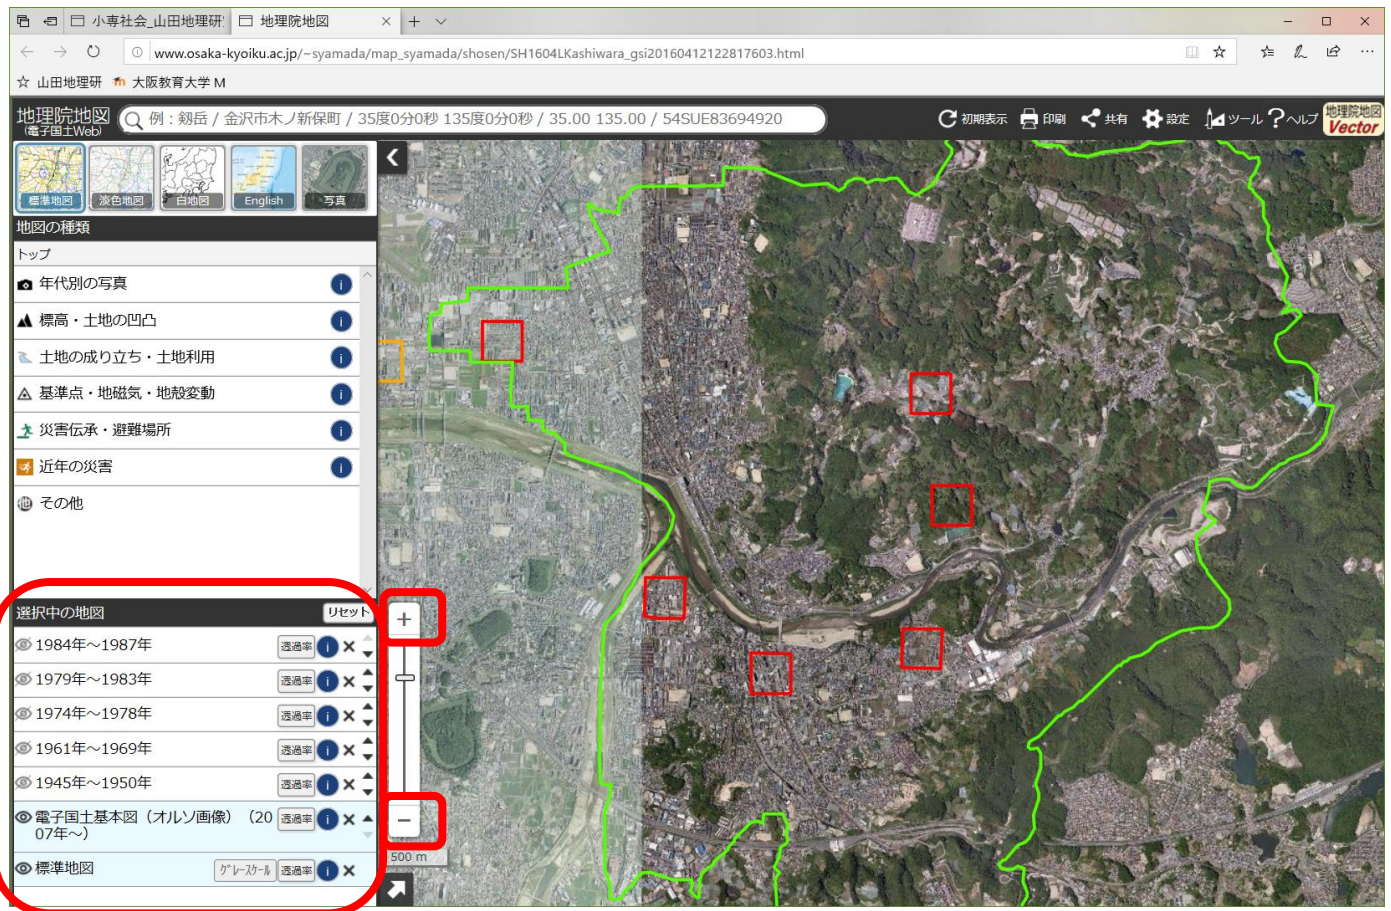 小専社会_山田地理研
地理院地図
www.osaka-kyoiku.ac.jp/~syamada/map_syamada/shosen/SH1604LKashiwara_gsi20160412122817603.html
山田地理研 大阪教育大学 M
地理院地図
(電子国土Web)
例：剱岳 / 金沢市木ノ新保町 / 35度0分0秒 135度0分0秒 / 35.00 135.00 / 54SUE83694920
初期表示 印刷 共有 設定 ツール ヘルプ
地理院地図
Vector
標準地図 淡色地図 白地図 English 写真
地図の種類
トップ
年代別の写真
標高・土地の凹凸
土地の成り立ち・土地利用
基準点・地磁気・地殻変動
災害伝承・避難場所
近年の災害
その他
選択中の地図 リセット
1984年～1987年 透過率
1979年～1983年 透過率
1974年～1978年 透過率
1961年～1969年 透過率
1945年～1950年 透過率
電子国土基本図（オルソ画像）（20 透過率
07年～）
標準地図 ｸﾞﾚｰｽｹｰﾙ 透過率
500 m